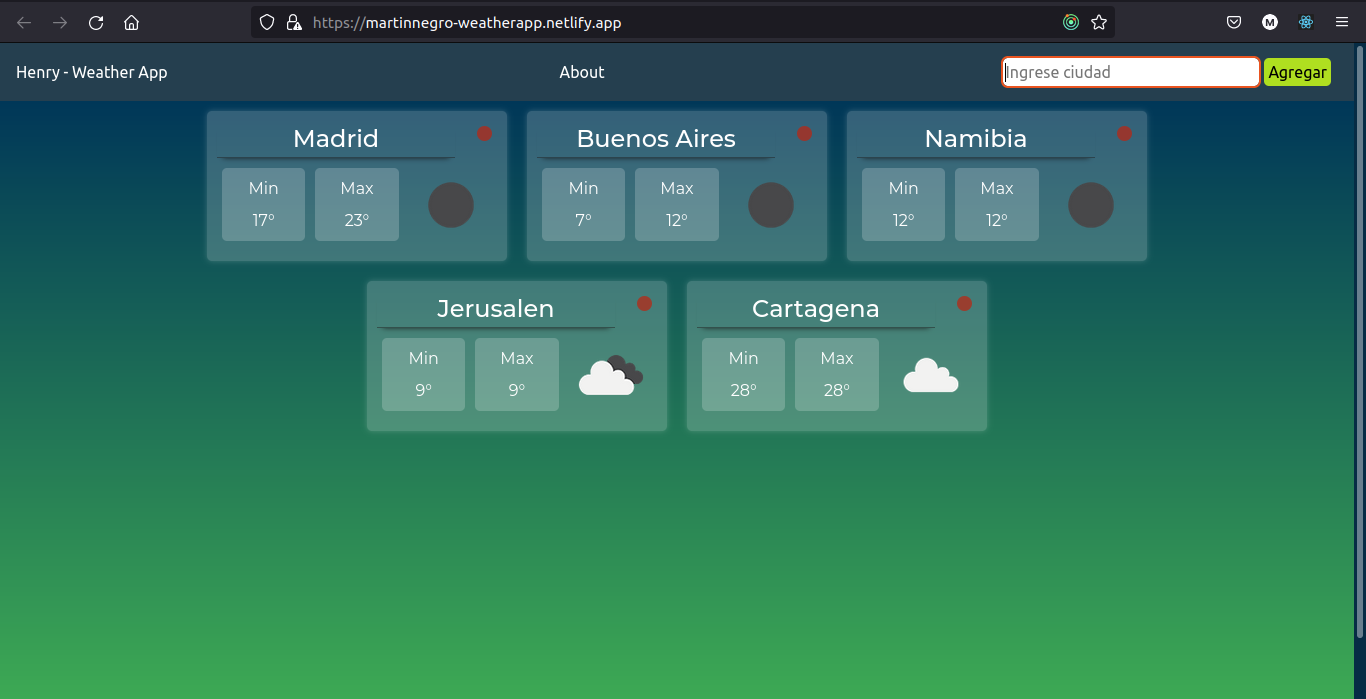 https://martinnegro-weatherapp.netlify.app
M
Henry - Weather App
About
Ingrese ciudad
Agregar
Madrid
Min
Max
17°
23°
Buenos Aires
Min
Max
7°
12°
Namibia
Min
Max
12°
12°
Jerusalen
Min
Max
9°
9°
Cartagena
Min
Max
28°
28°